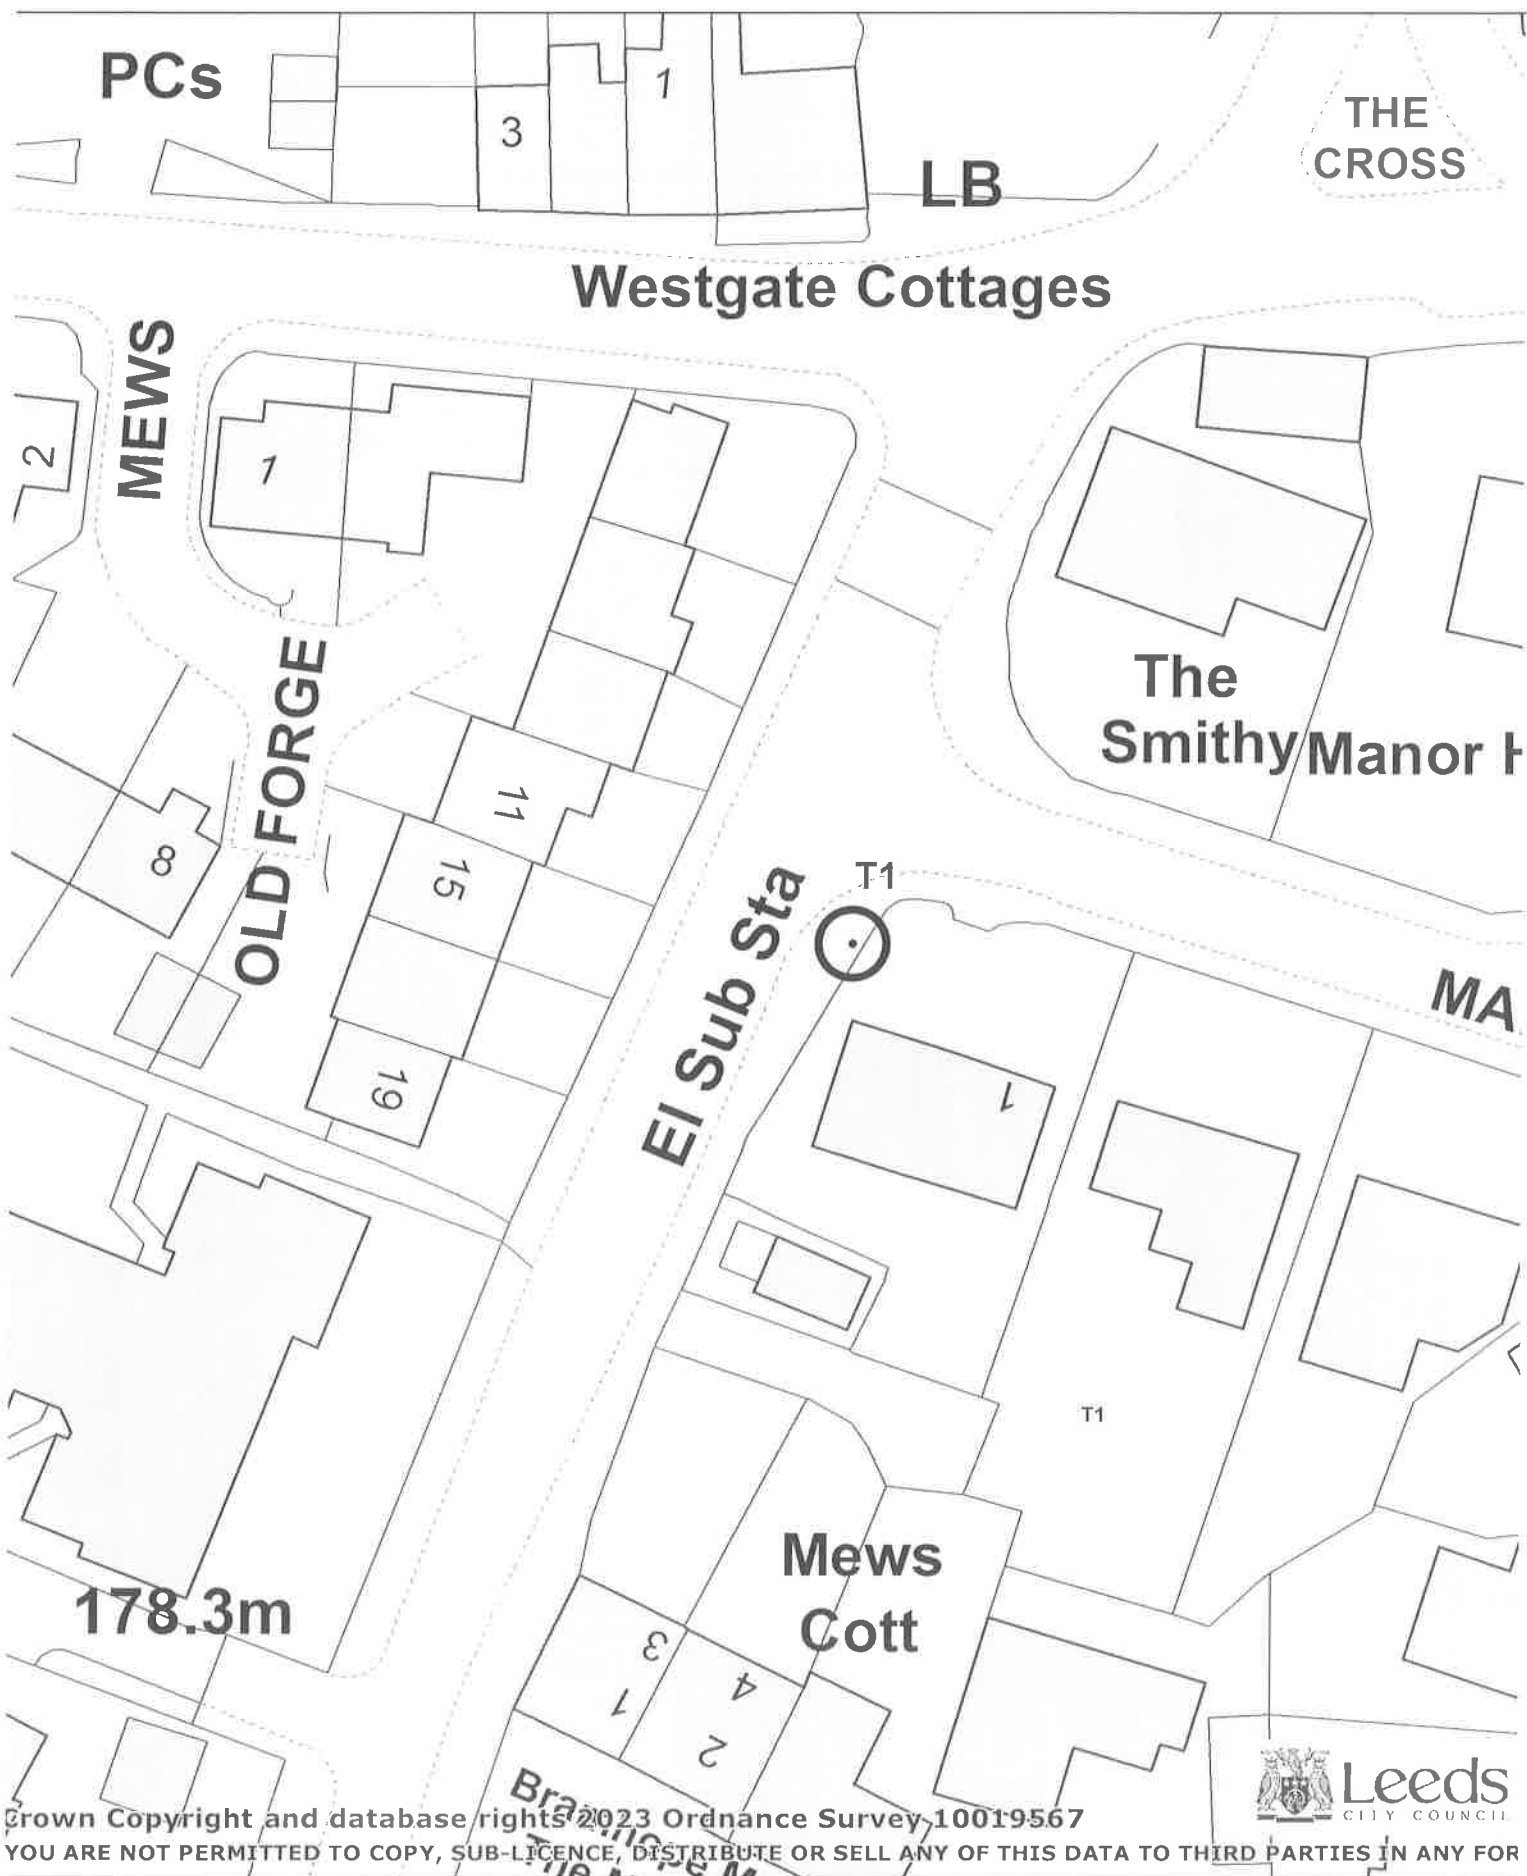 PCs
3
1
THE
CROSS
LB
Westgate Cottages
MEWS
2
1
OLD FORGE
8
11
15
19
El Sub Sta
T1
The
Smithy
Manor H
MA
1
T1
Mews
Cott
178.3m
3
1
4
2
Leeds
CITY COUNCIL
Crown Copyright and database rights 2023 Ordnance Survey 10019567
YOU ARE NOT PERMITTED TO COPY, SUB-LICENCE, DISTRIBUTE OR SELL ANY OF THIS DATA TO THIRD PARTIES IN ANY FOR